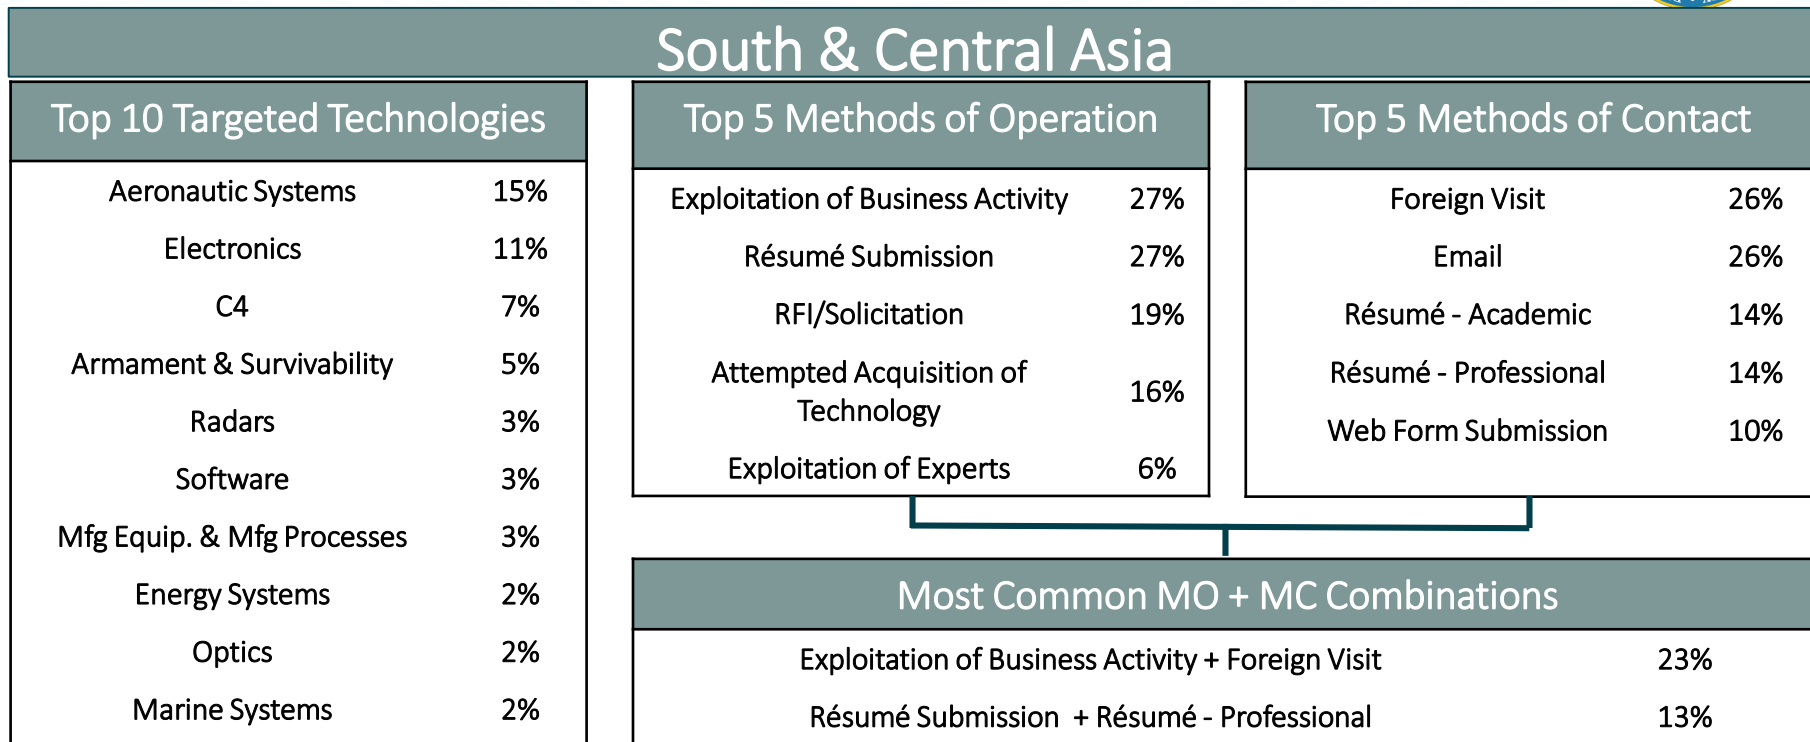 South & Central Asia
Top 10 Targeted Technologies
Aeronautic Systems 15%
Electronics 11%
C4 7%
Armament & Survivability 5%
Radars 3%
Software 3%
Mfg Equip. & Mfg Processes 3%
Energy Systems 2%
Optics 2%
Marine Systems 2%
Top 5 Methods of Operation
Exploitation of Business Activity 27%
Résumé Submission 27%
RFI/Solicitation 19%
Attempted Acquisition of
Technology 16%
Exploitation of Experts 6%
Top 5 Methods of Contact
Foreign Visit 26%
Email 26%
Résumé - Academic 14%
Résumé - Professional 14%
Web Form Submission 10%
Most Common MO + MC Combinations
Exploitation of Business Activity + Foreign Visit 23%
Résumé Submission + Résumé - Professional 13%